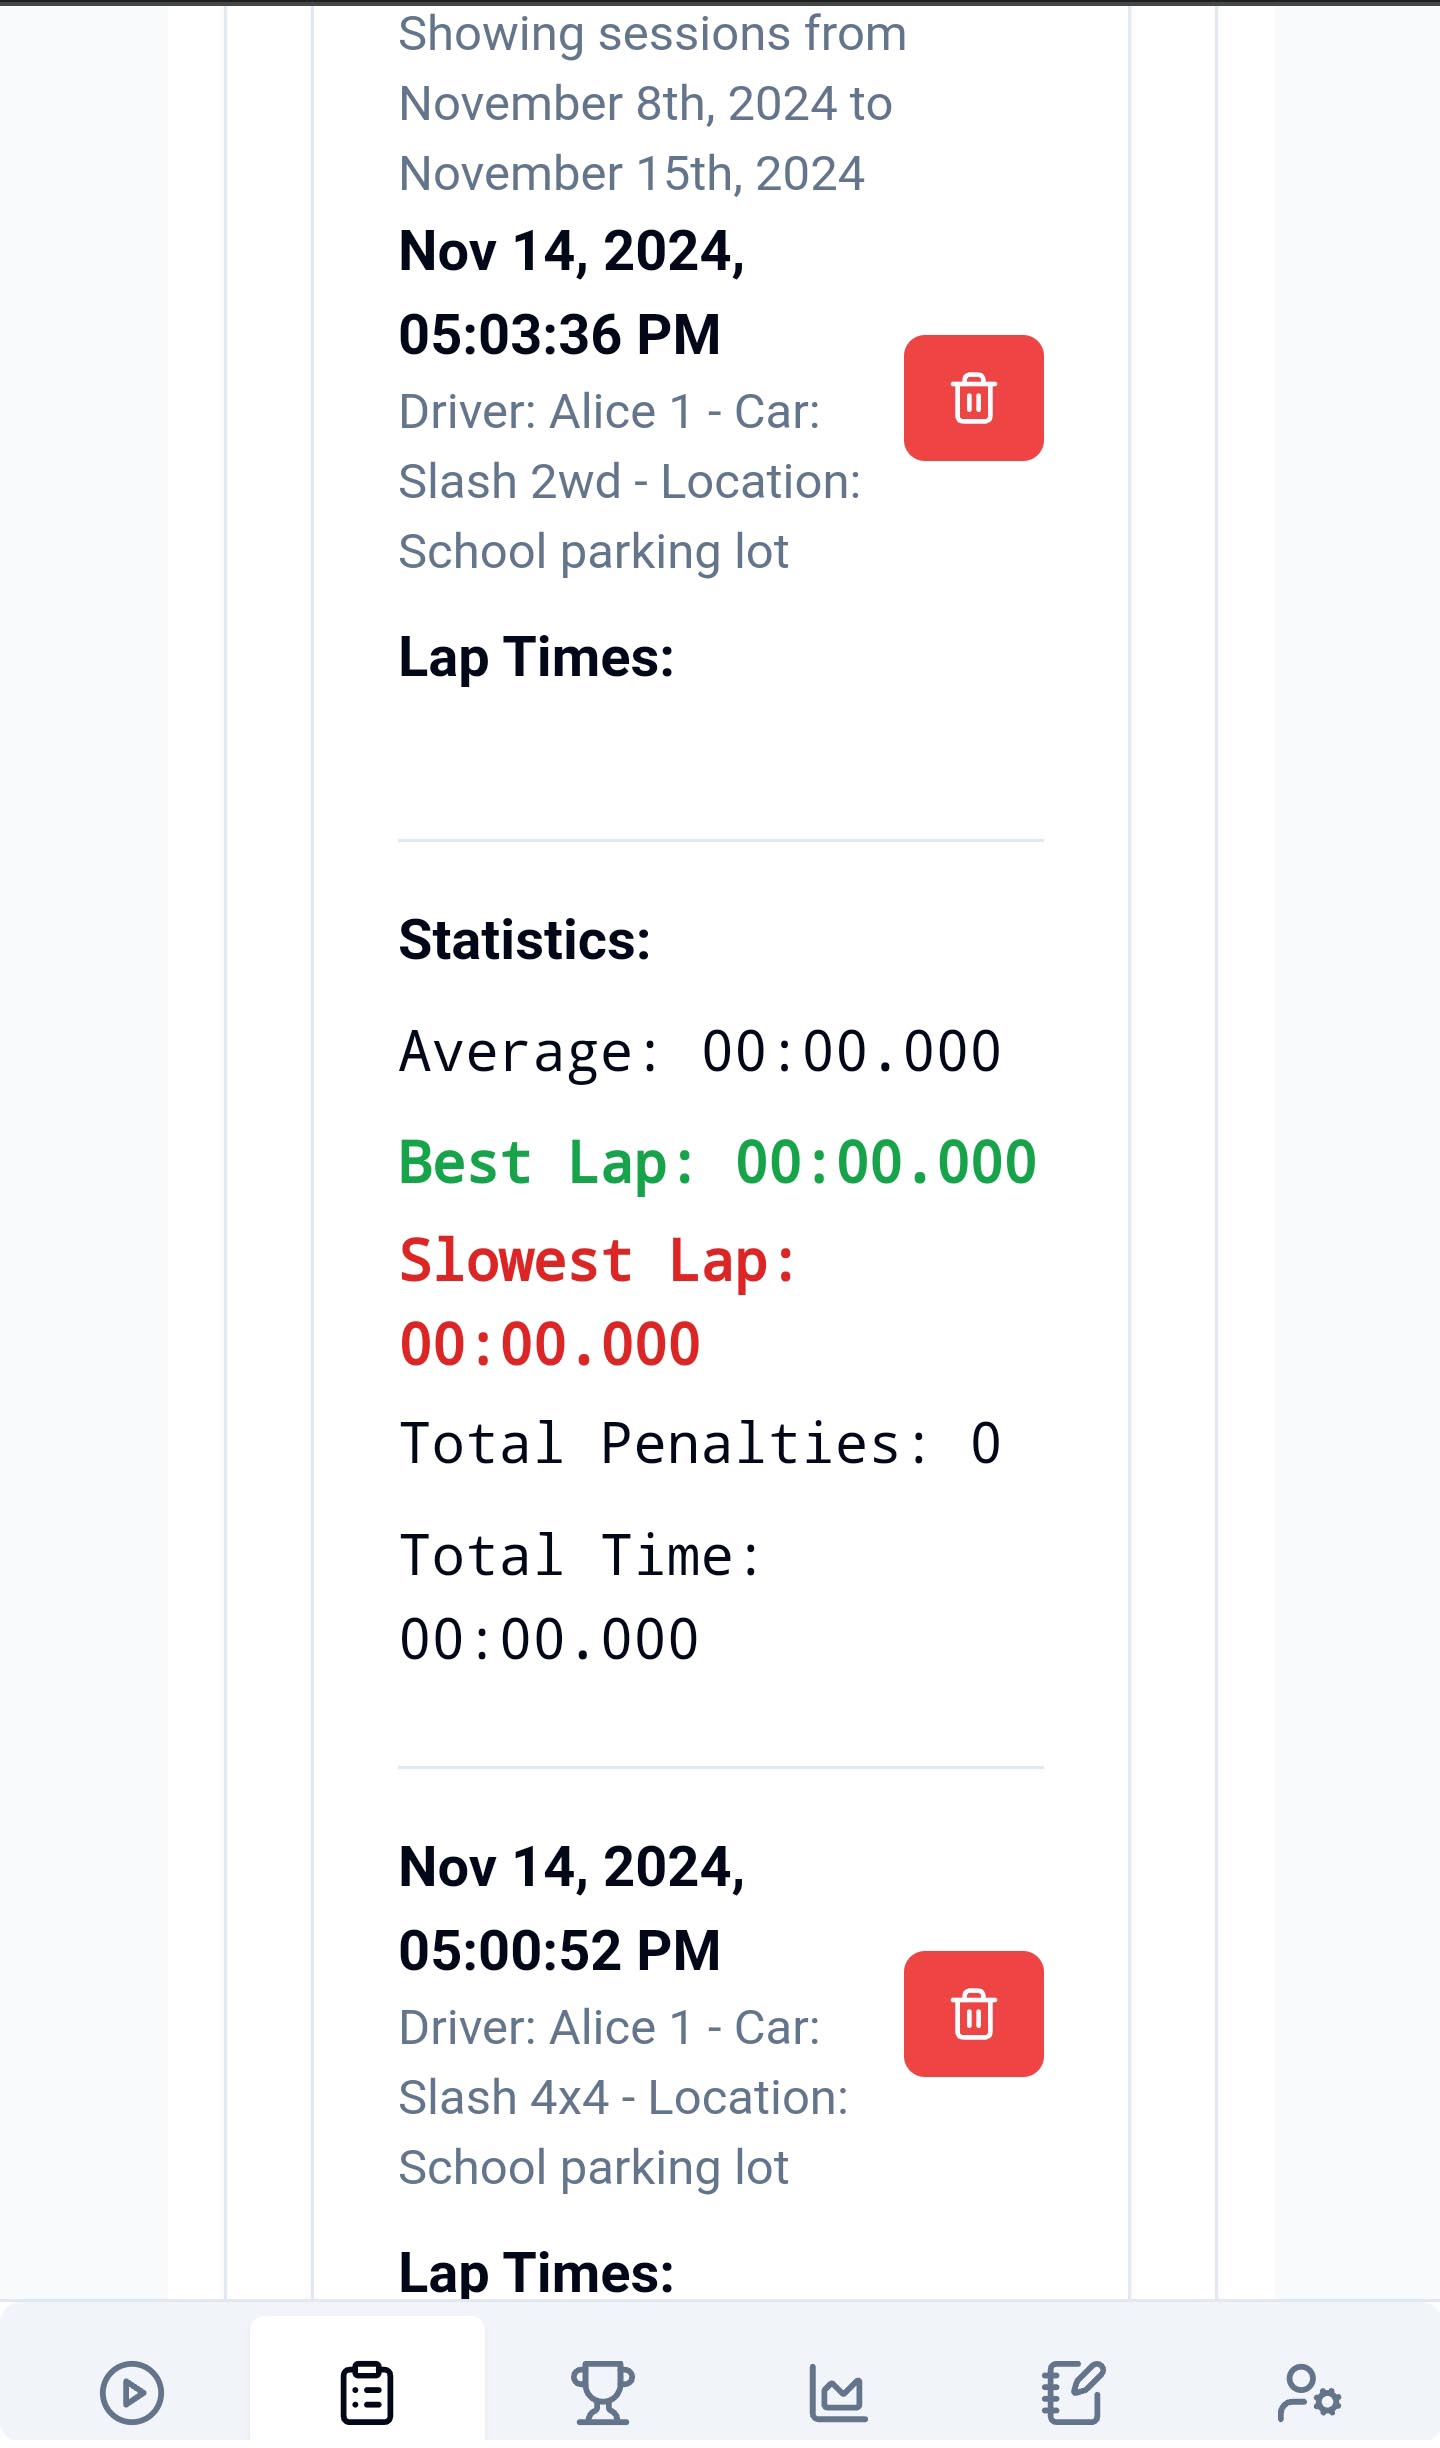 Showing sessions from
November 8th, 2024 to
November 15th, 2024
Nov 14, 2024,
05:03:36 PM
Driver: Alice 1 - Car:
Slash 2wd - Location:
School parking lot
Lap Times:
Statistics:
Average: 00:00.000
Best Lap: 00:00.000
Slowest Lap:
00:00.000
Total Penalties: 0
Total Time:
00:00.000
Nov 14, 2024,
05:00:52 PM
Driver: Alice 1 - Car:
Slash 4x4 - Location:
School parking lot
Lap Times: